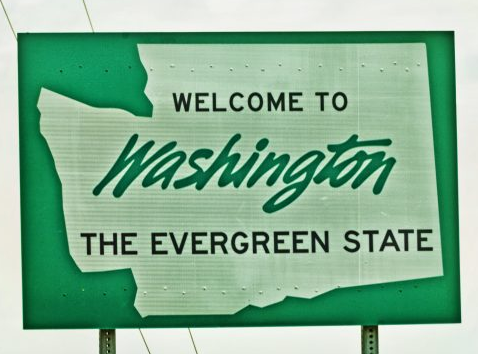 WELCOME TO
Washington
THE EVERGREEN STATE